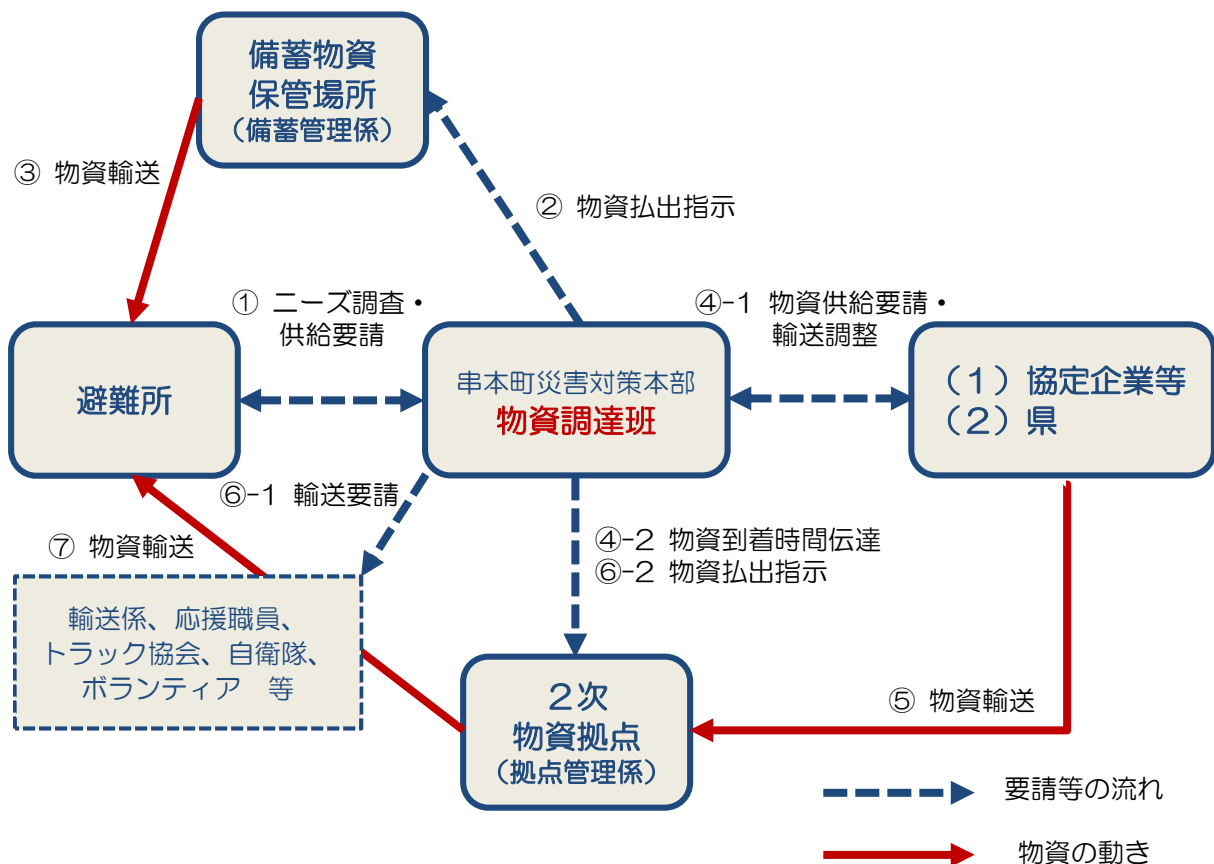 備蓄物資
保管場所
（備蓄管理係）
③ 物資輸送
② 物資払出指示
① ニーズ調査・
供給要請
④-1 物資供給要請・
輸送調整
避難所
串本町災害対策本部
物資調達班
（１）協定企業等
（２）県
⑥-1 輸送要請
⑦ 物資輸送
④-2 物資到着時間伝達
⑥-2 物資払出指示
輸送係、応援職員、
トラック協会、自衛隊、
ボランティア　等
２次
物資拠点
（拠点管理係）
⑤ 物資輸送
要請等の流れ
物資の動き